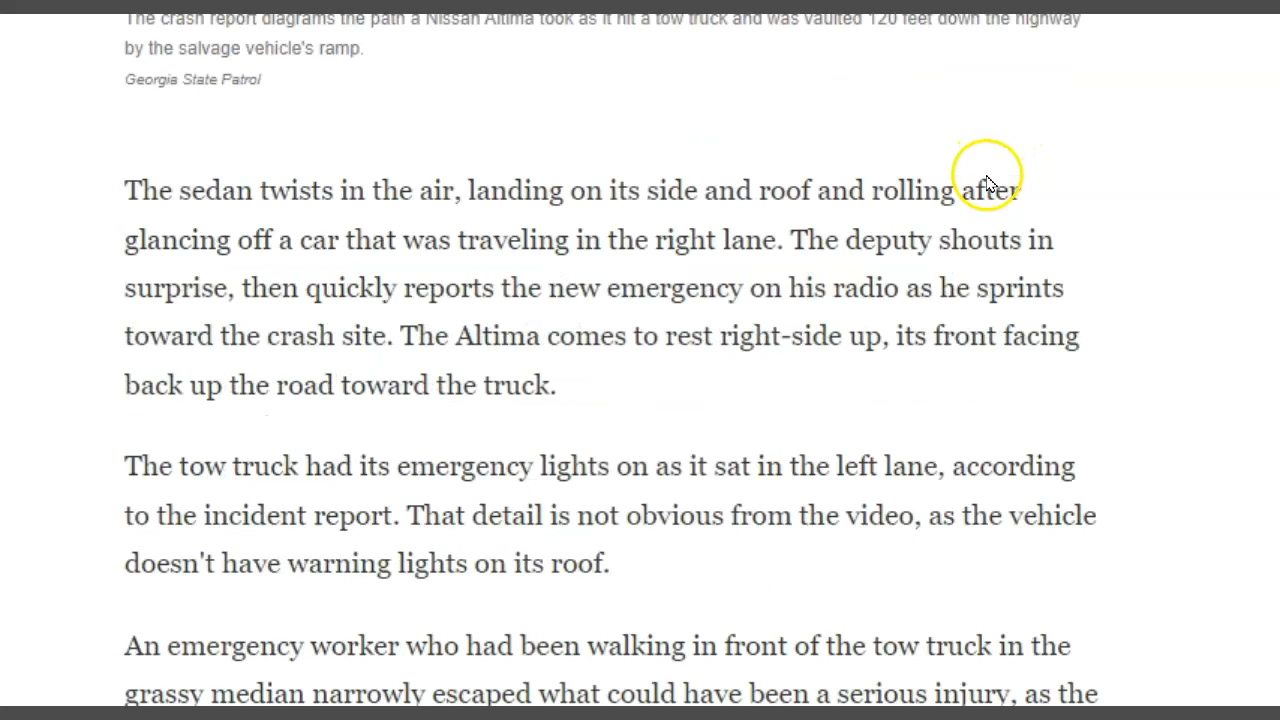 The crash report diagrams the path a Nissan Altima took as it hit a tow truck and was vaulted 120 feet down the highway
by the salvage vehicle's ramp.
Georgia State Patrol
The sedan twists in the air, landing on its side and roof and rolling after
glancing off a car that was traveling in the right lane. The deputy shouts in
surprise, then quickly reports the new emergency on his radio as he sprints
toward the crash site. The Altima comes to rest right-side up, its front facing
back up the road toward the truck.
The tow truck had its emergency lights on as it sat in the left lane, according
to the incident report. That detail is not obvious from the video, as the vehicle
doesn't have warning lights on its roof.
An emergency worker who had been walking in front of the tow truck in the
grassy median narrowly escaped what could have been a serious injury, as the